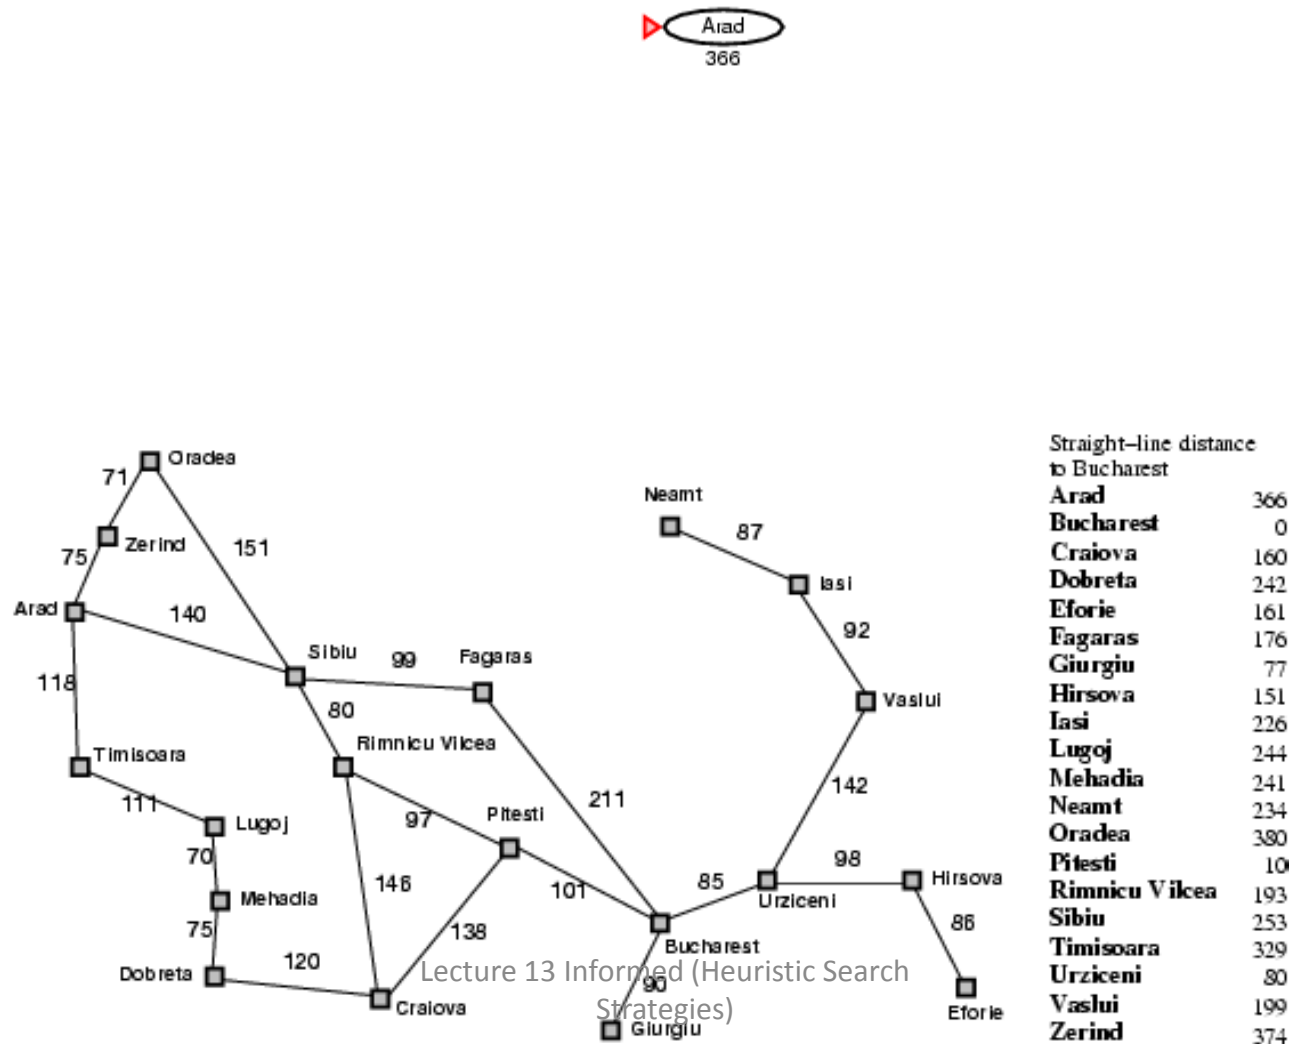 Arad
366
Oradea
71
Neamt
Zerind
151
87
75
Iasi
Arad
140
92
Sibiu
99
Fagaras
118
80
Vaslui
Rimnicu Vilcea
Timisoara
111
211
142
Pitesti
Lugoj
97
70
98
146
85
Hirsova
Mehadia
101
Urziceni
75
138
86
Bucharest
Dobreta
120
90
Craiova
Giurgiu
Eforie
Lecture 13 Informed (Heuristic Search
Strategies)
Straight–line distance
to Bucharest
Arad 366
Bucharest 0
Craiova 160
Dobreta 242
Eforie 161
Fagaras 176
Giurgiu 77
Hirsova 151
Iasi 226
Lugoj 244
Mehadia 241
Neamt 234
Oradea 380
Pitesti 10
Rimnicu Vilcea 193
Sibiu 253
Timisoara 329
Urziceni 80
Vaslui 199
Zerind 374